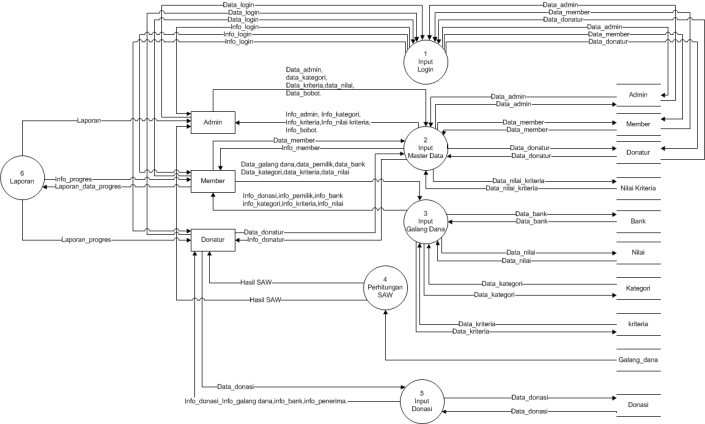 Data_login
Data_login
Data_login
Info_login
Info_login
Info_login
Data_admin
Data_member
Data_donatur
Data_admin
Data_member
Data_donatur
1
Input
Login
Data_admin,
data_kategori,
Data_kriteria,data_nilai,
Data_bobot.
Admin
Data_admin
Data_admin
Admin
Laporan
Info_admin, Info_kategori,
Info_kriteria,Info_nilai kriteria,
Info_bobot.
Data_member
Data_member
Member
Data_member
Info_member
2
Input
Master Data
Data_donatur
Data_donatur
Donatur
6
Laporan
Info_progres
Laporan_data_progres
Member
Data_galang dana,data_pemilik,data_bank
Data_kategori,data_kriteria,data_nilai
Data_nilai_kriteria
Data_nilai_kriteria
Nilai Kriteria
Info_donasi,info_pemilik,info_bank
info_kategori,info_kriteria,info_nilai
3
Input
Galang Dana
Data_bank
Data_bank
Bank
Laporan_progres
Donatur
Data_donatur
Info_donatur
Data_nilai
Data_nilai
Nilai
Hasil SAW
Hasil SAW
4
Perhitungan
SAW
Data_kategori
Data_kategori
Kategori
Data_kriteria
Data_kriteria
kriteria
Galang_dana
Data_donasi
Info_donasi,Info_galang dana,info_bank,info_penerima.
5
Input
Donasi
Data_donasi
Data_donasi
Donasi